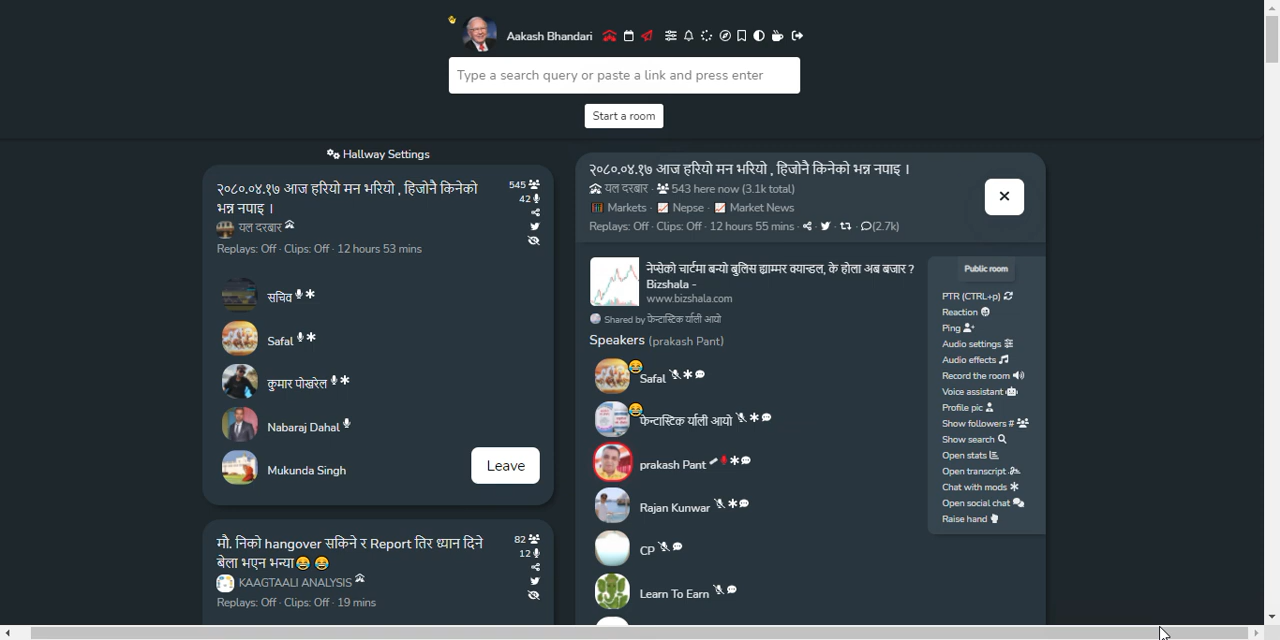 Aakash Bhandari
Type a search query or paste a link and press enter
Start a room
Hallway Settings
२०८०.०४.१७ आज हरियो मन भरियो , हिजोनै किनेको
भन्न नपाइ ।
545
42
यल दरबार
Replays: Off · Clips: Off · 12 hours 53 mins
सचिव
Safal
कुमार पोखरेल
Nabaraj Dahal
Mukunda Singh
Leave
मौ. निको hangover सकिने र Report तिर ध्यान दिने
बेला भएन भन्या😂 😂
82
12
KAAGTAALI ANALYSIS
Replays: Off · Clips: Off · 19 mins
२०८०.०४.१७ आज हरियो मन भरियो , हिजोनै किनेको भन्न नपाइ ।
यल दरबार · 543 here now (3.1k total)
Markets · Nepse · Market News
Replays: Off · Clips: Off · 12 hours 55 mins · (2.7k)
नेप्सेको चार्टमा बन्यो बुलिस ह्याम्मर क्यान्डल, के होला अब बजार ?
Bizshala -
www.bizshala.com
Shared by फेन्टास्टिक र्याली आयो
Speakers (prakash Pant)
Safal
फेन्टास्टिक र्याली आयो
prakash Pant
Rajan Kunwar
CP
Learn To Earn
Public room
PTR (CTRL+p)
Reaction
Ping
Audio settings
Audio effects
Record the room
Voice assistant
Profile pic
Show followers #
Show search
Open stats
Open transcript
Chat with mods
Open social chat
Raise hand